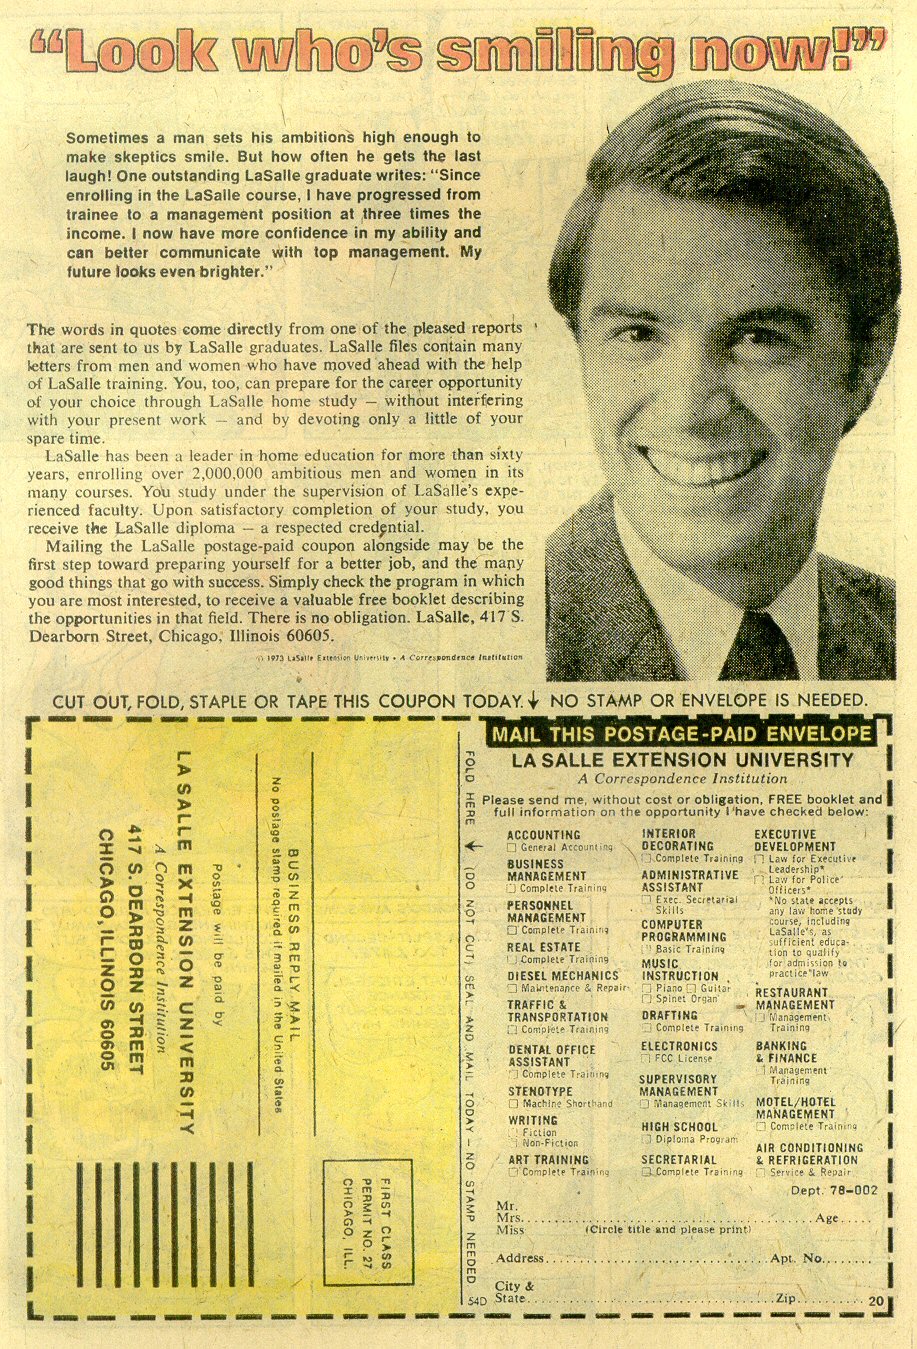 “Look who’s smiling now!”
Sometimes a man sets his ambitions high enough to
make skeptics smile. But how often he gets the last
laugh! One outstanding LaSalle graduate writes: “Since
enrolling in the LaSalle course, I have progressed from
trainee to a management position at three times the
income. I now have more confidence in my ability and
can better communicate with top management. My
future looks even brighter.”
The words in quotes come directly from one of the pleased reports
that are sent to us by LaSalle graduates. LaSalle files contain many
letters from men and women who have moved ahead with the help
of LaSalle training. You, too, can prepare for the career opportunity
of your choice through LaSalle home study — without interfering
with your present work — and by devoting only a little of your
spare time.
LaSalle has been a leader in home education for more than sixty
years, enrolling over 2,000,000 ambitious men and women in its
many courses. You study under the supervision of LaSalle’s expe-
rienced faculty. Upon satisfactory completion of your study, you
receive the LaSalle diploma — a respected credential.
Mailing the LaSalle postage-paid coupon alongside may be the
first step toward preparing yourself for a better job, and the many
good things that go with success. Simply check the program in which
you are most interested, to receive a valuable free booklet describing
the opportunities in that field. There is no obligation. LaSalle, 417 S.
Dearborn Street, Chicago, Illinois 60605.
© 1973 LaSalle Extension University • A Correspondence Institution
CUT OUT, FOLD, STAPLE OR TAPE THIS COUPON TODAY. ↓ NO STAMP OR ENVELOPE IS NEEDED.
FIRST CLASS
PERMIT NO. 27
CHICAGO, ILL.
BUSINESS REPLY MAIL
No postage stamp required if mailed in the United States
Postage will be paid by
LASALLE EXTENSION UNIVERSITY
A Correspondence Institution
417 S. DEARBORN STREET
CHICAGO, ILLINOIS 60605
FOLD HERE ← (DO NOT CUT) SEAL AND MAIL TODAY — NO STAMP NEEDED
MAIL THIS POSTAGE-PAID ENVELOPE
LA SALLE EXTENSION UNIVERSITY
A Correspondence Institution
Please send me, without cost or obligation, FREE booklet and
full information on the opportunity I have checked below:
ACCOUNTING
☐ General Accounting
BUSINESS
MANAGEMENT
☐ Complete Training
PERSONNEL
MANAGEMENT
☐ Complete Training
REAL ESTATE
☐ Complete Training
DIESEL MECHANICS
☐ Maintenance & Repair
TRAFFIC &
TRANSPORTATION
☐ Complete Training
DENTAL OFFICE
ASSISTANT
☐ Complete Training
STENOTYPE
☐ Machine Shorthand
WRITING
☐ Fiction
☐ Non-Fiction
ART TRAINING
☐ Complete Training
INTERIOR
DECORATING
☐ Complete Training
ADMINISTRATIVE
ASSISTANT
☐ Exec. Secretarial
Skills
COMPUTER
PROGRAMMING
☐ Basic Training
MUSIC
INSTRUCTION
☐ Piano ☐ Guitar
☐ Spinet Organ
DRAFTING
☐ Complete Training
ELECTRONICS
☐ FCC License
SUPERVISORY
MANAGEMENT
☐ Management Skills
HIGH SCHOOL
☐ Diploma Program
SECRETARIAL
☐ Complete Training
EXECUTIVE
DEVELOPMENT
☐ Law for Executive
Leadership*
☐ Law for Police
Officers*
*No state accepts
any law home study
course, including
LaSalle’s, as
sufficient educa-
tion to qualify
for admission to
practice law
RESTAURANT
MANAGEMENT
☐ Management
Training
BANKING
& FINANCE
☐ Management
Training
MOTEL/HOTEL
MANAGEMENT
☐ Complete Training
AIR CONDITIONING
& REFRIGERATION
☐ Service & Repair
Dept. 78-002
Mr.
Mrs. Age
Miss (Circle title and please print)
Address Apt. No.
City &
State Zip
54D 20